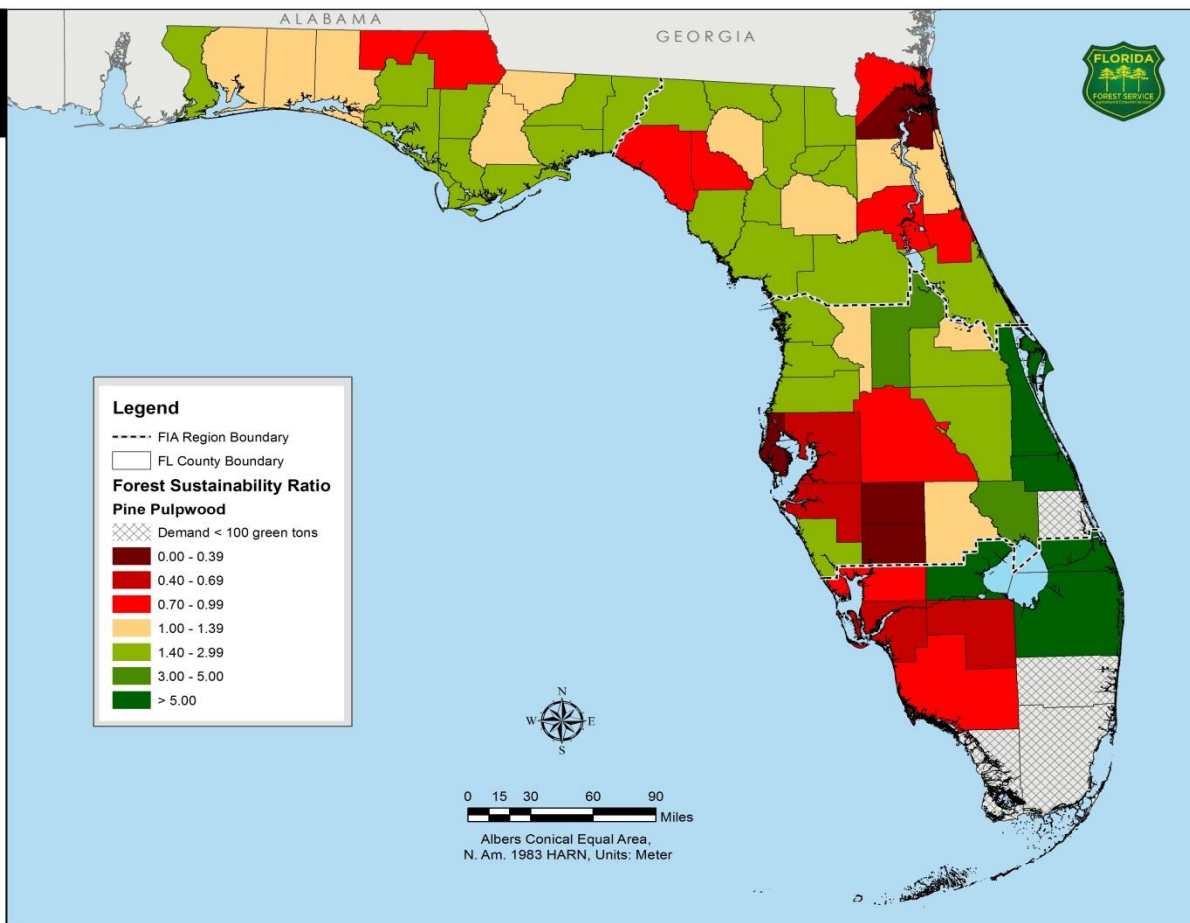 ALABAMA
GEORGIA
FLORIDA
FOREST SERVICE
Legend
FIA Region Boundary
FL County Boundary
Forest Sustainability Ratio
Pine Pulpwood
Demand < 100 green tons
0.00 - 0.39
0.40 - 0.69
0.70 - 0.99
1.00 - 1.39
1.40 - 2.99
3.00 - 5.00
> 5.00
N
W E
S
0 15 30 60 90
Miles
Albers Conical Equal Area,
N. Am. 1983 HARN, Units: Meter